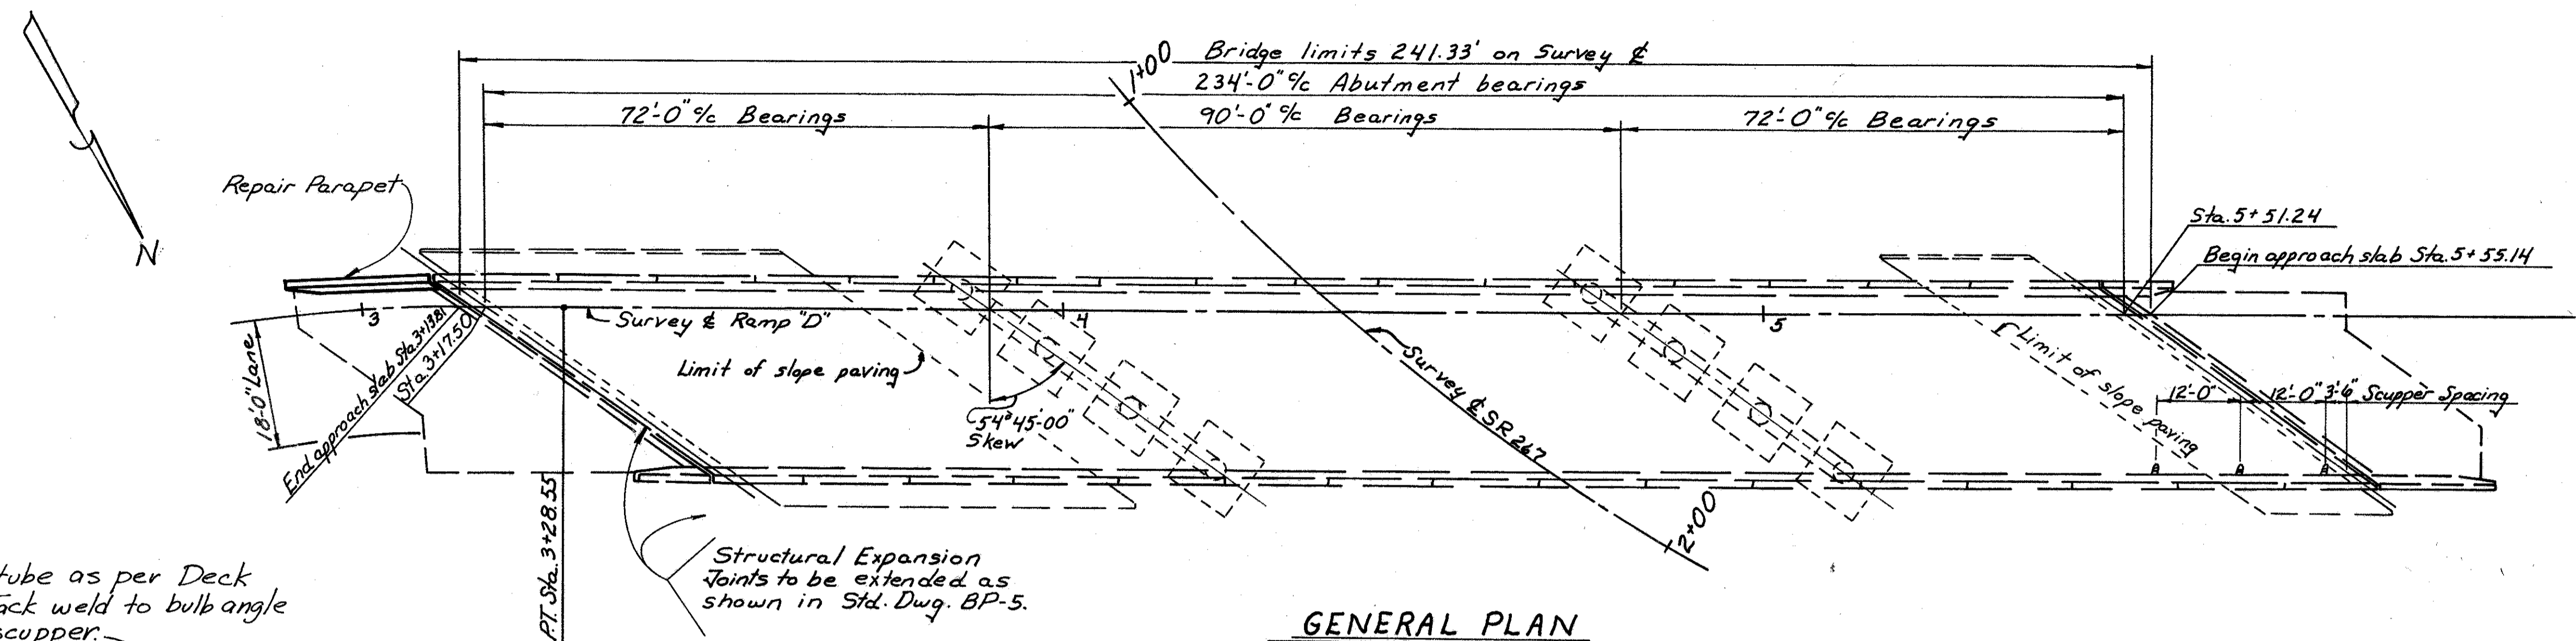 Bridge limits 241.33' on Survey ℄
1+00
234'-0" c/c Abutment bearings
72'-0" c/c Bearings
90'-0" c/c Bearings
72'-0" c/c Bearings
N
Repair Parapet
Sta. 5+51.24
Begin approach slab Sta. 5+55.14
3
Survey ℄ Ramp "D"
4
5
18'-0" Lane
End approach slab Sta. 3+13.81
Sta. 3+17.50
Limit of slope paving
Survey ℄ SR 267
Limit of slope paving
54°45'-00"
Skew
12'-0" 12'-0" 3'-6" Scupper Spacing
P.T. Sta. 3+28.55
2+00
Structural Expansion
Joints to be extended as
shown in Std. Dwg. BP-5.
tube as per Deck
ack weld to bulb angle
scupper.
GENERAL PLAN